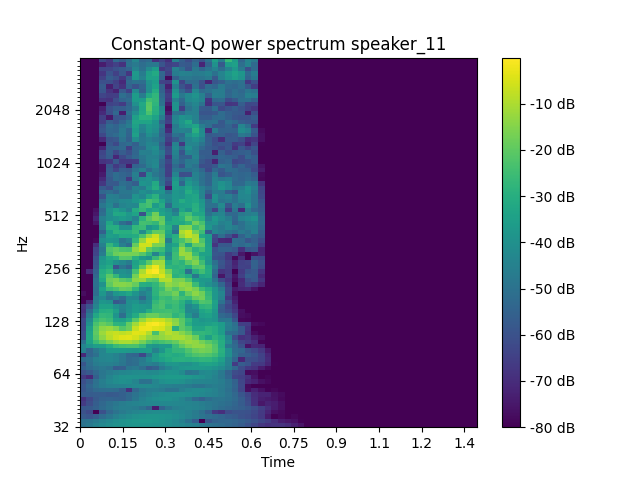 Constant-Q power spectrum speaker_11
2048
1024
512
256
128
64
32
Hz
0 0.15 0.3 0.45 0.6 0.75 0.9 1.1 1.2 1.4
Time
-10 dB
-20 dB
-30 dB
-40 dB
-50 dB
-60 dB
-70 dB
-80 dB